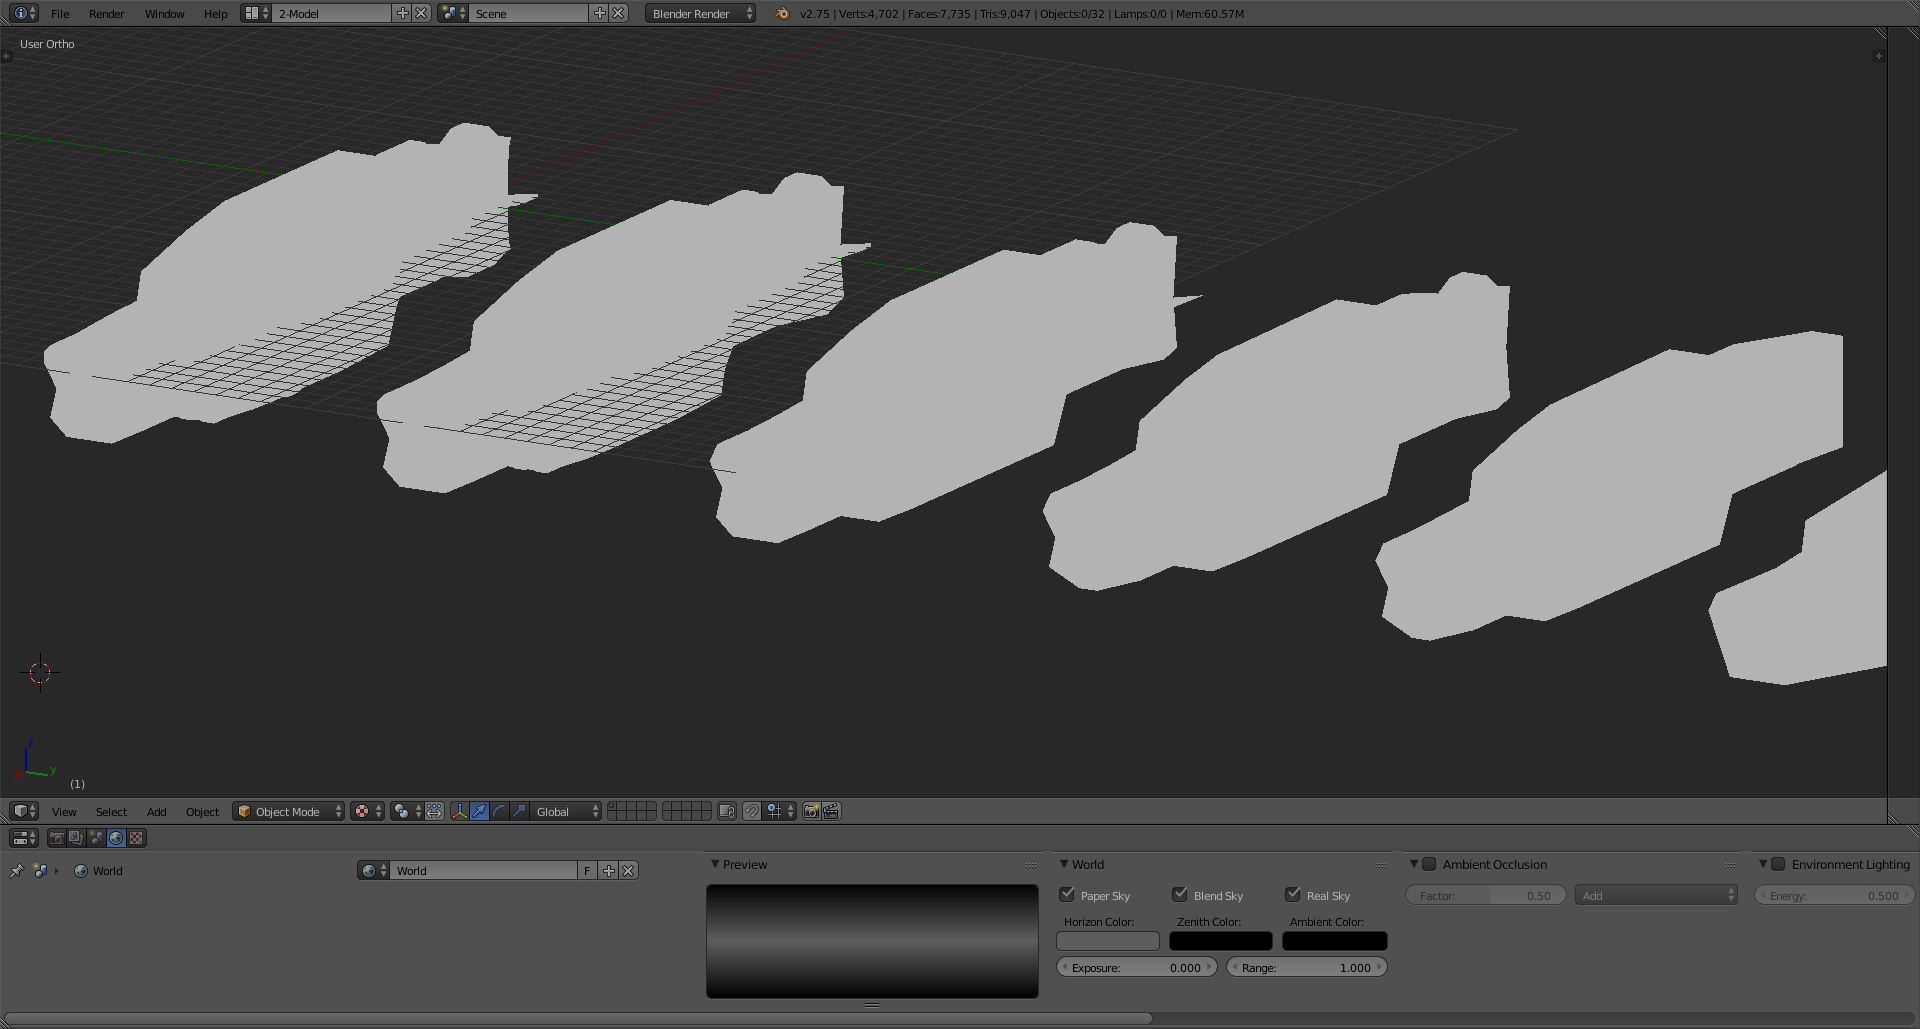 File Render Window Help 2-Model Scene Blender Render v2.75 | Verts:4,702 | Faces:7,735 | Tris:9,047 | Objects:0/32 | Lamps:0/0 | Mem:60.57M
User Ortho
z
y
(1)
View Select Add Object Object Mode Global
World World F
Preview
World
Paper Sky Blend Sky Real Sky
Horizon Color: Zenith Color: Ambient Color:
Exposure: 0.000 Range: 1.000
Ambient Occlusion
Factor: 0.50 Add
Environment Lighting
Energy: 0.500